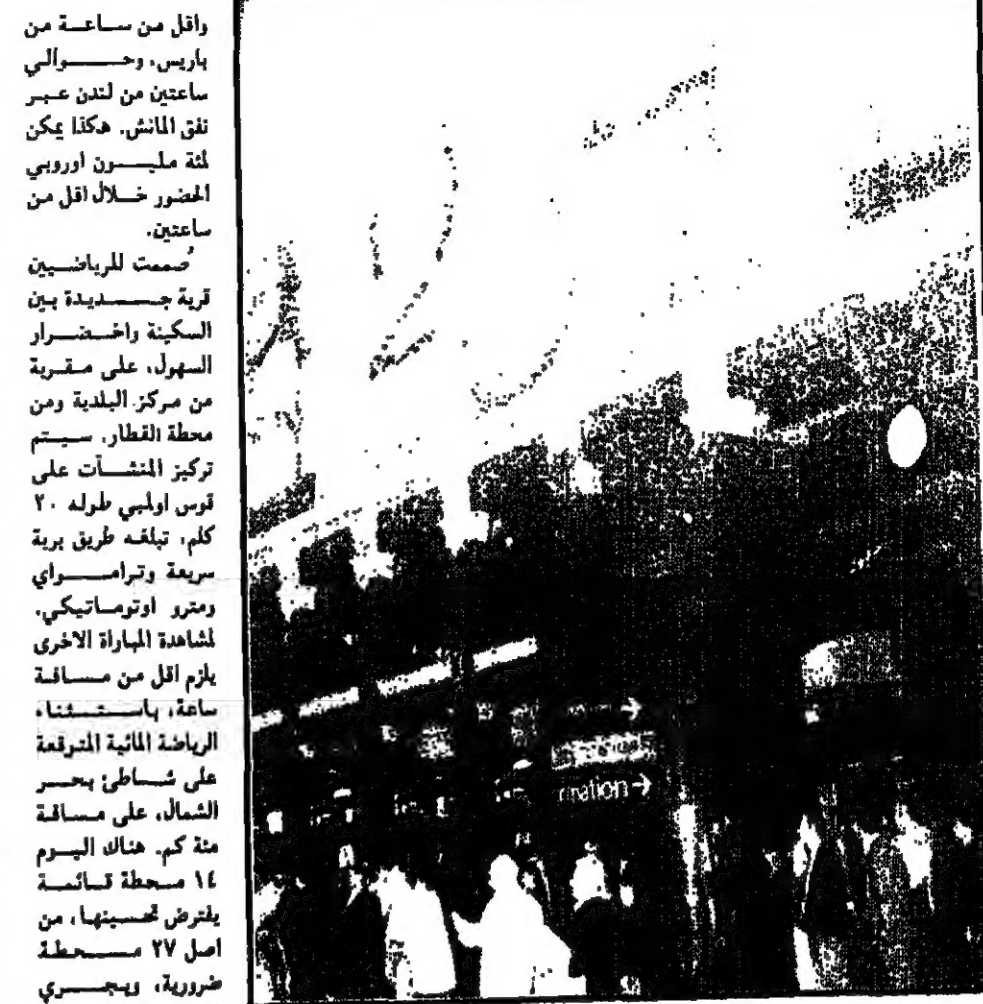 واقل من ساعة من
باريس، وحوالي
ساعتين من لندن عبر
نفق المانش. هكذا يمكن
لمئة مليون اوروبي
الحضور خلال اقل من
ساعتين.
صُممت للرياضيين
قرية جديدة بين
السكينة واخضرار
السهول، على مقربة
من مركز البلدية ومن
محطة القطار. سيتم
تركيز المنشآت على
قوس اولمبي طوله ٢٠
كلم، تبلغه طريق برية
سريعة وترامواي
ومترو اوتوماتيكي.
لمشاهدة المباراة الاخرى
يلزم اقل من مسافة
ساعة، باستثناء
الرياضة المائية المتوقعة
على شاطئ بحر
الشمال، على مسافة
مئة كم. هناك اليوم
١٤ محطة قائمة
يفترض تحسينها، من
اصل ٢٧ محطة
ضرورية، ويجري
rmation →